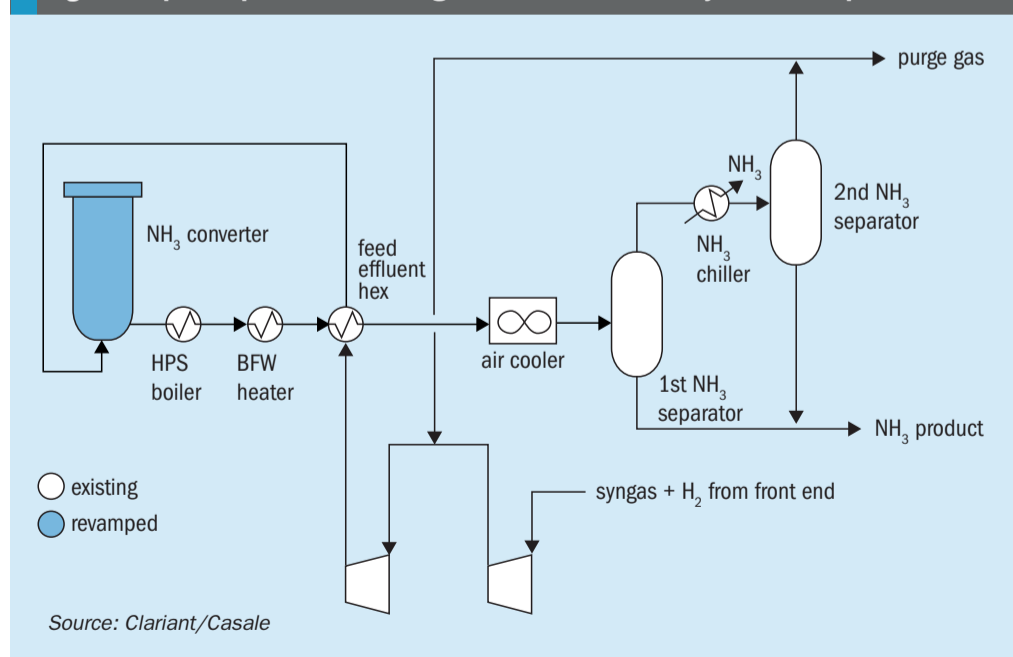 purge gas
NH₃
2nd NH₃
separator
NH₃ converter
feed
effluent
hex
NH₃
chiller
HPS
boiler
BFW
heater
air cooler
1st NH₃
separator
NH₃ product
existing
revamped
syngas + H₂ from front end
Source: Clariant/Casale